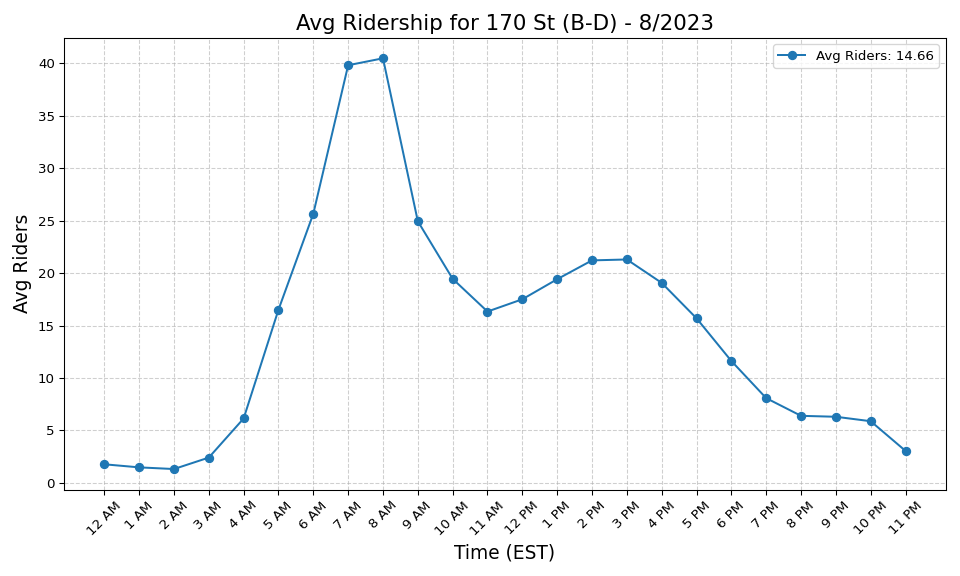 Avg Ridership for 170 St (B-D) - 8/2023
Avg Riders: 14.66
Avg Riders
40
35
30
25
20
15
10
5
0
12 AM
1 AM
2 AM
3 AM
4 AM
5 AM
6 AM
7 AM
8 AM
9 AM
10 AM
11 AM
12 PM
1 PM
2 PM
3 PM
4 PM
5 PM
6 PM
7 PM
8 PM
9 PM
10 PM
11 PM
Time (EST)